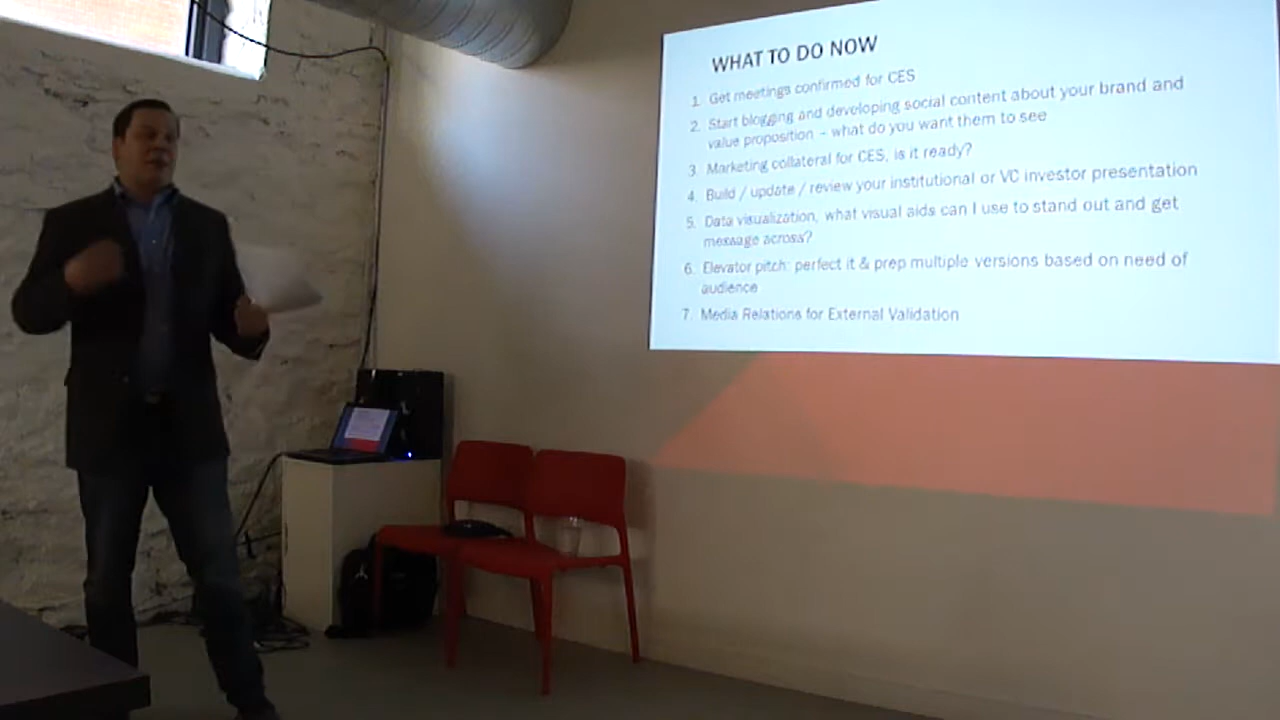 WHAT TO DO NOW
1. Get meetings confirmed for CES
2. Start blogging and developing social content about your brand and
value proposition – what do you want them to see
3. Marketing collateral for CES, is it ready?
4. Build / update / review your institutional or VC investor presentation
5. Data visualization, what visual aids can I use to stand out and get
message across?
6. Elevator pitch: perfect it & prep multiple versions based on need of
audience
7. Media Relations for External Validation